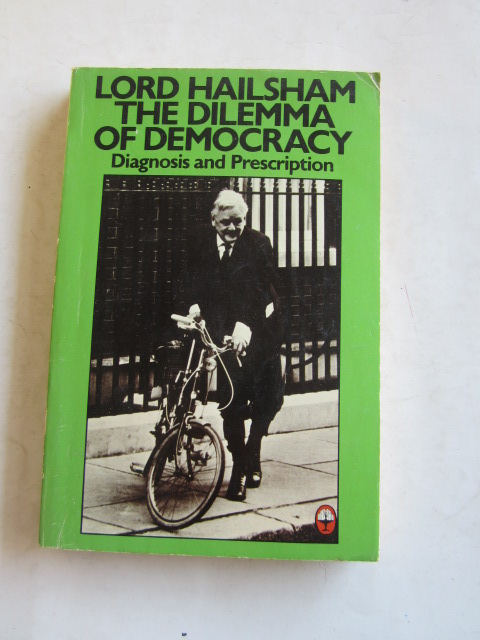 LORD HAILSHAM
THE DILEMMA
OF DEMOCRACY
Diagnosis and Prescription